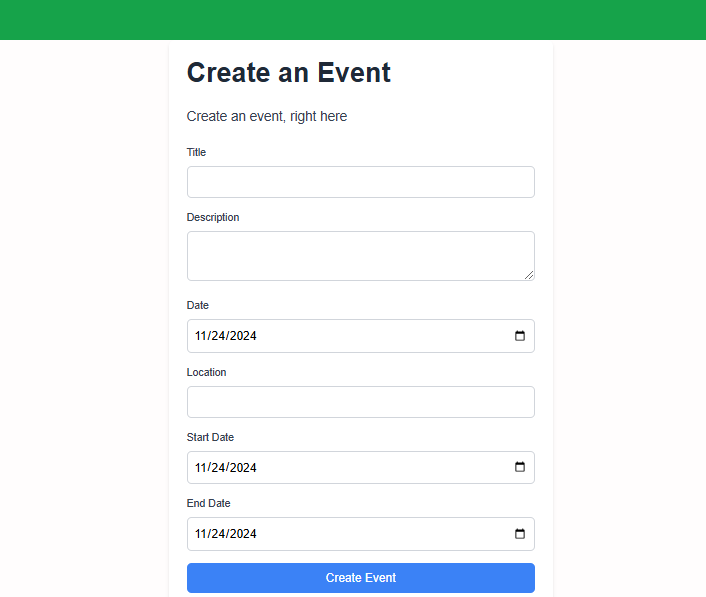 Create an Event
Create an event, right here
Title
Description
Date
11/24/2024
Location
Start Date
11/24/2024
End Date
11/24/2024
Create Event